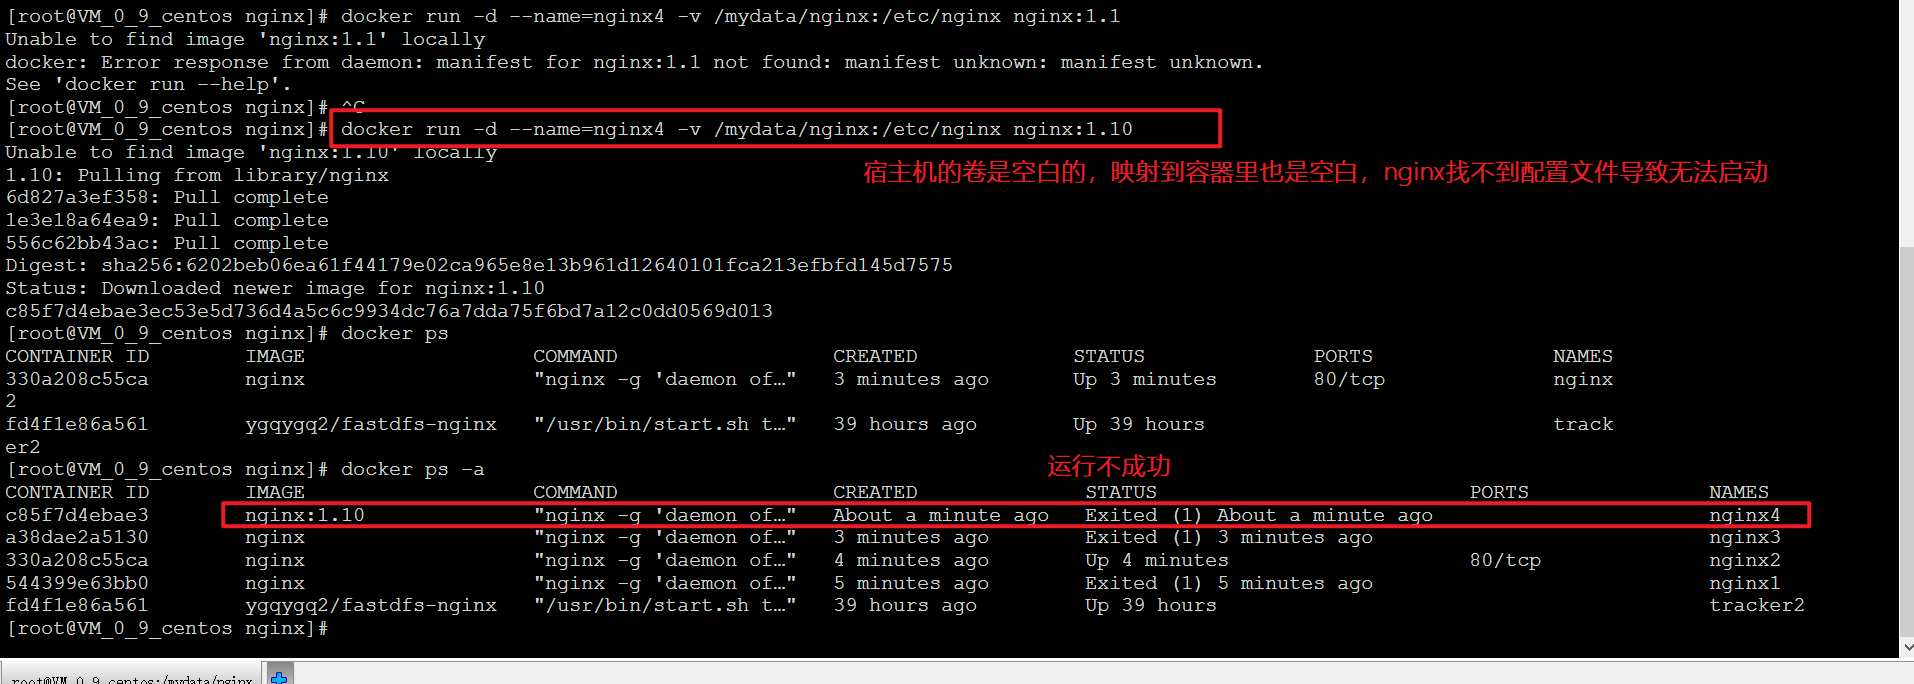 [root@VM_0_9_centos nginx]# docker run -d --name=nginx4 -v /mydata/nginx:/etc/nginx nginx:1.1
Unable to find image 'nginx:1.1' locally
docker: Error response from daemon: manifest for nginx:1.1 not found: manifest unknown: manifest unknown.
See 'docker run --help'.
[root@VM_0_9_centos nginx]# ^C
[root@VM_0_9_centos nginx]# docker run -d --name=nginx4 -v /mydata/nginx:/etc/nginx nginx:1.10
Unable to find image 'nginx:1.10' locally
宿主机的卷是空白的，映射到容器里也是空白，nginx找不到配置文件导致无法启动
1.10: Pulling from library/nginx
6d827a3ef358: Pull complete
1e3e18a64ea9: Pull complete
556c62bb43ac: Pull complete
Digest: sha256:6202beb06ea61f44179e02ca965e8e13b961d12640101fca213efbfd145d7575
Status: Downloaded newer image for nginx:1.10
c85f7d4ebae3ec53e5d736d4a5c6c9934dc76a7dda75f6bd7a12c0dd0569d013
[root@VM_0_9_centos nginx]# docker ps
CONTAINER ID IMAGE COMMAND CREATED STATUS PORTS NAMES
330a208c55ca nginx "nginx -g 'daemon of…" 3 minutes ago Up 3 minutes 80/tcp nginx
2
fd4f1e86a561 ygqygq2/fastdfs-nginx "/usr/bin/start.sh t…" 39 hours ago Up 39 hours track
er2
[root@VM_0_9_centos nginx]# docker ps -a
运行不成功
CONTAINER ID IMAGE COMMAND CREATED STATUS PORTS NAMES
c85f7d4ebae3 nginx:1.10 "nginx -g 'daemon of…" About a minute ago Exited (1) About a minute ago nginx4
a38dae2a5130 nginx "nginx -g 'daemon of…" 3 minutes ago Exited (1) 3 minutes ago nginx3
330a208c55ca nginx "nginx -g 'daemon of…" 4 minutes ago Up 4 minutes 80/tcp nginx2
544399e63bb0 nginx "nginx -g 'daemon of…" 5 minutes ago Exited (1) 5 minutes ago nginx1
fd4f1e86a561 ygqygq2/fastdfs-nginx "/usr/bin/start.sh t…" 39 hours ago Up 39 hours tracker2
[root@VM_0_9_centos nginx]#
root@VM_0_9_centos:/mydata/nginx